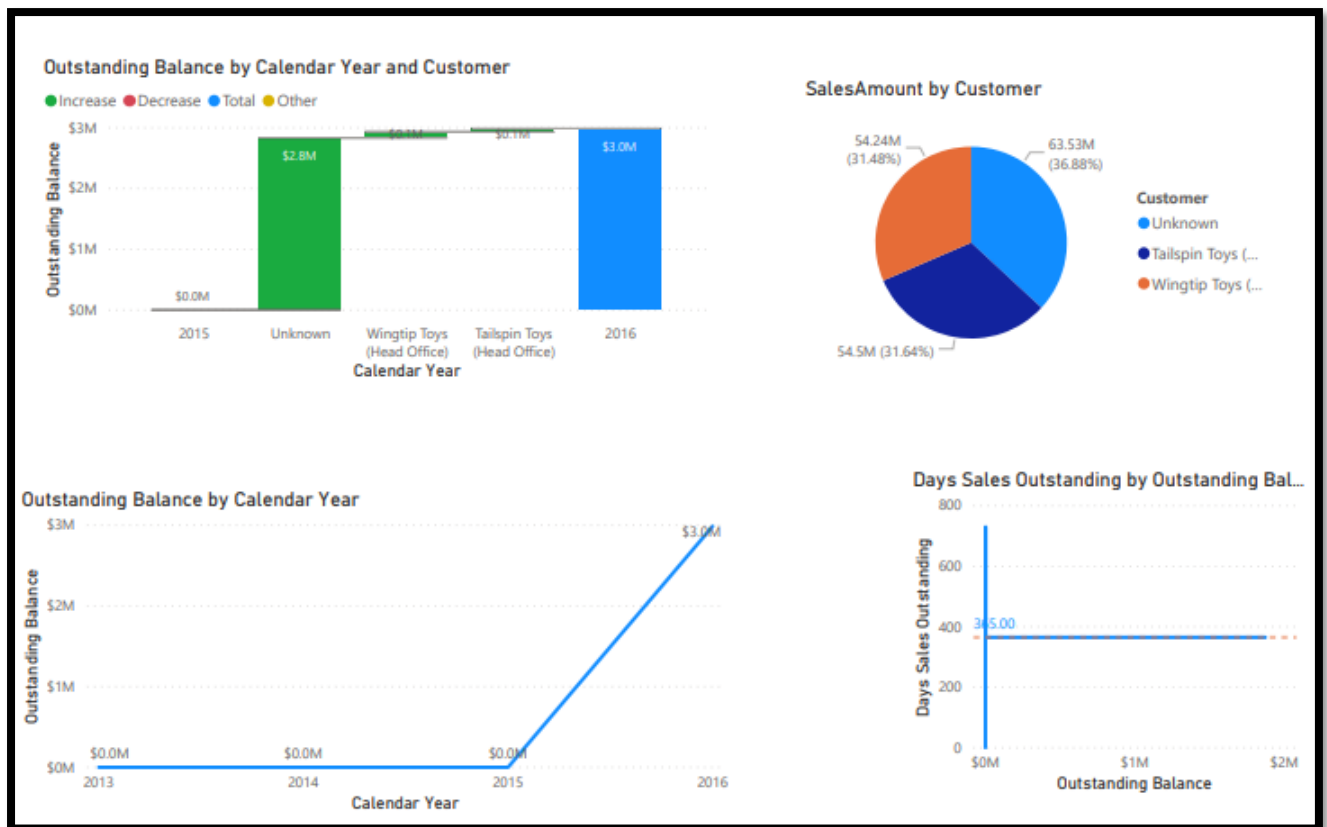 Outstanding Balance by Calendar Year and Customer
Increase Decrease Total Other
Outstanding Balance
$3M
$2M
$1M
$0M
$0.0M
$2.8M
$0.1M
$0.1M
$3.0M
2015
Unknown
Wingtip Toys
(Head Office)
Tailspin Toys
(Head Office)
2016
Calendar Year
SalesAmount by Customer
54.24M
(31.48%)
63.53M
(36.88%)
54.5M (31.64%)
Customer
Unknown
Tailspin Toys (...
Wingtip Toys (...
Outstanding Balance by Calendar Year
Outstanding Balance
$3M
$2M
$1M
$0M
$0.0M
$0.0M
$0.0M
$3.0M
2013
2014
2015
2016
Calendar Year
Days Sales Outstanding by Outstanding Bal...
Days Sales Outstanding
800
600
400
200
0
365.00
$0M
$1M
$2M
Outstanding Balance